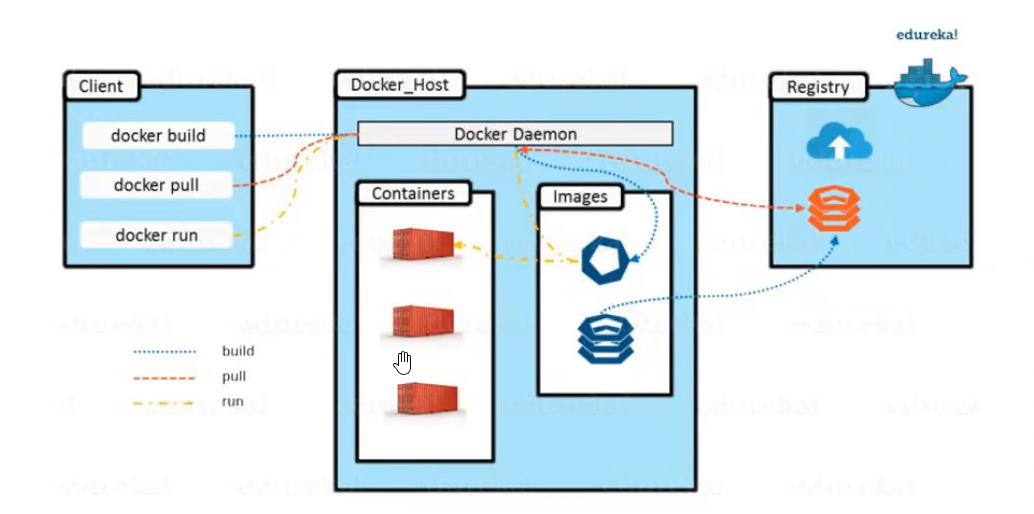 edureka!
Client
Docker_Host
Registry
docker build
Docker Daemon
docker pull
Containers
Images
docker run
build
pull
run